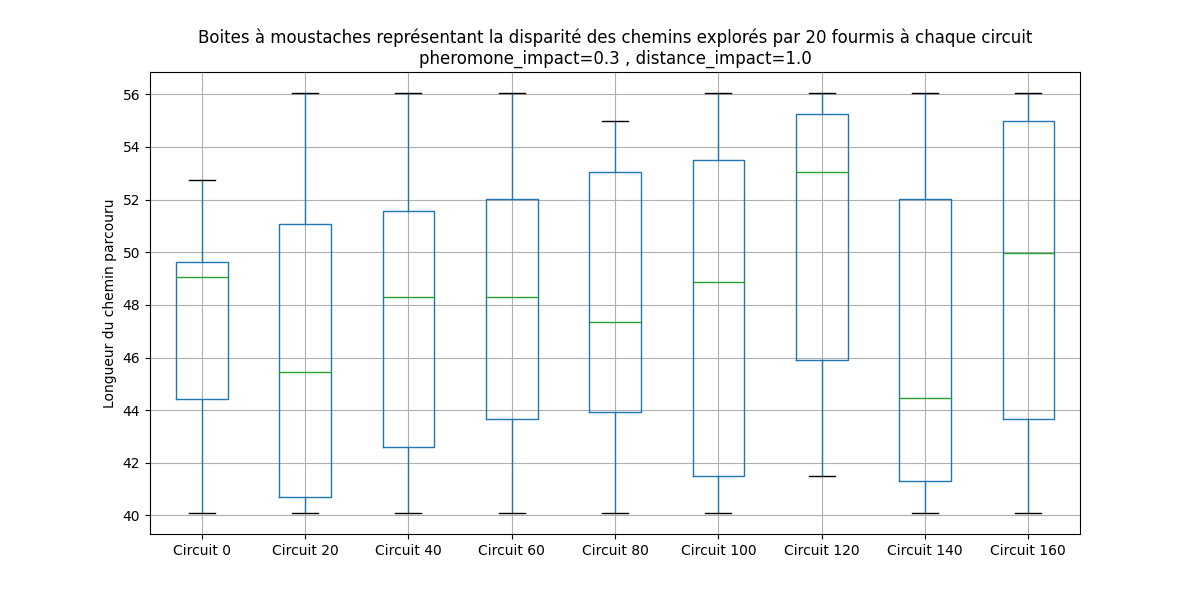 Boites à moustaches représentant la disparité des chemins explorés par 20 fourmis à chaque circuit
pheromone_impact=0.3 , distance_impact=1.0
56
54
52
50
48
46
44
42
40
Longueur du chemin parcouru
Circuit 0
Circuit 20
Circuit 40
Circuit 60
Circuit 80
Circuit 100
Circuit 120
Circuit 140
Circuit 160